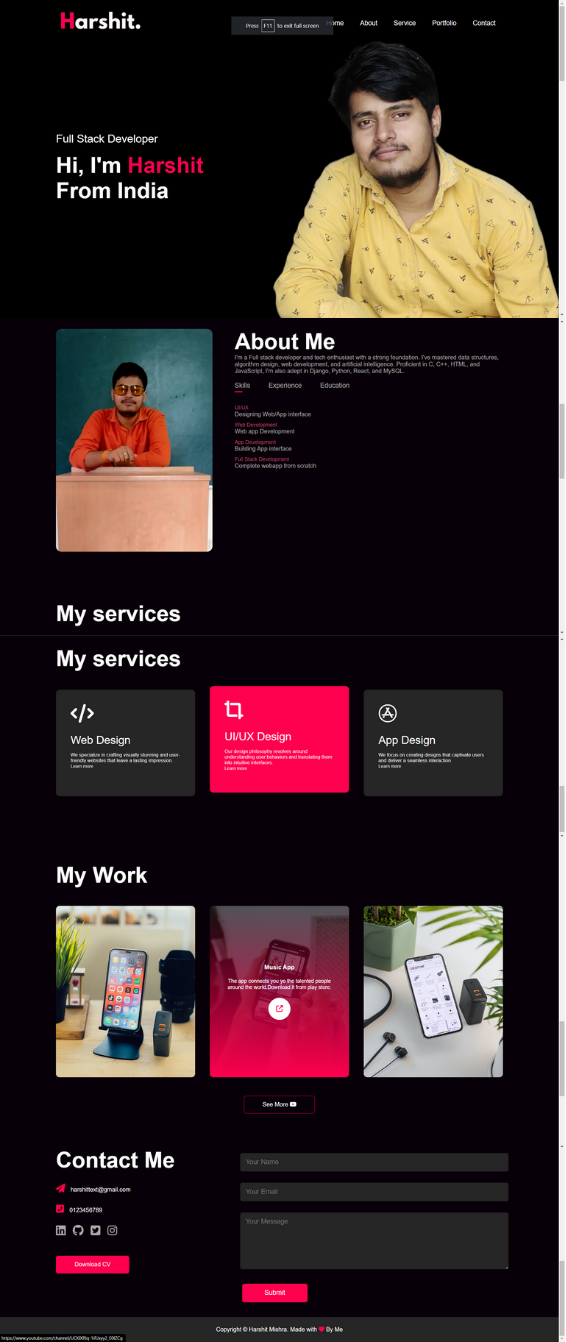 Harshit.
Press F11 to exit full screen
Home About Service Portfolio Contact
Full Stack Developer
Hi, I'm Harshit
From India
About Me
I'm a Full stack developer and tech enthusiast with a strong foundation. I've mastered data structures,
algorithm design, web development, and artificial intelligence. Proficient in C, C++, HTML, and
JavaScript. I'm also adept in Django, Python, React, and MySQL.
Skills Experience Education
UI/UX
Designing Web/App interface
Web Development
Web app Development
App Development
Building App interface
Full Stack Development
Complete webapp from scratch
My services
My services
Web Design
We specialize in crafting visually stunning and user-
friendly websites that leave a lasting impression.
Learn more
UI/UX Design
Our design philosophy revolves around
understanding user behaviors and translating them
into intuitive interfaces.
Learn more
App Design
We focus on creating designs that captivate users
and deliver a seamless interaction.
Learn more
My Work
Music App
The app connects you yo the talented people
around the world.Download it from play store.
See More
Contact Me
harshittext@gmail.com
0123456789
Download CV
Your Name
Your Email
Your Message
Submit
Copyright © Harshit Mishra. Made with By Me